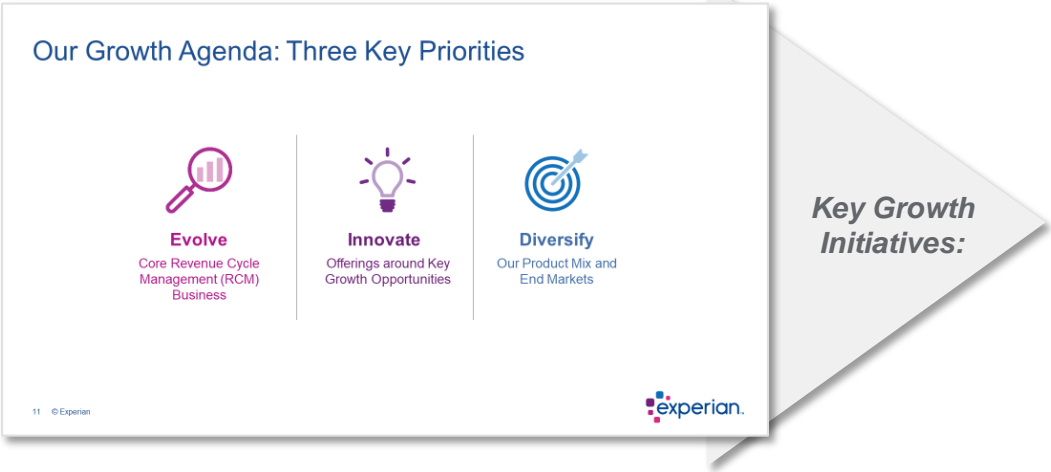 Our Growth Agenda: Three Key Priorities
Evolve
Core Revenue Cycle
Management (RCM)
Business
Innovate
Offerings around Key
Growth Opportunities
Diversify
Our Product Mix and
End Markets
Key Growth
Initiatives:
11 © Experian
experian.